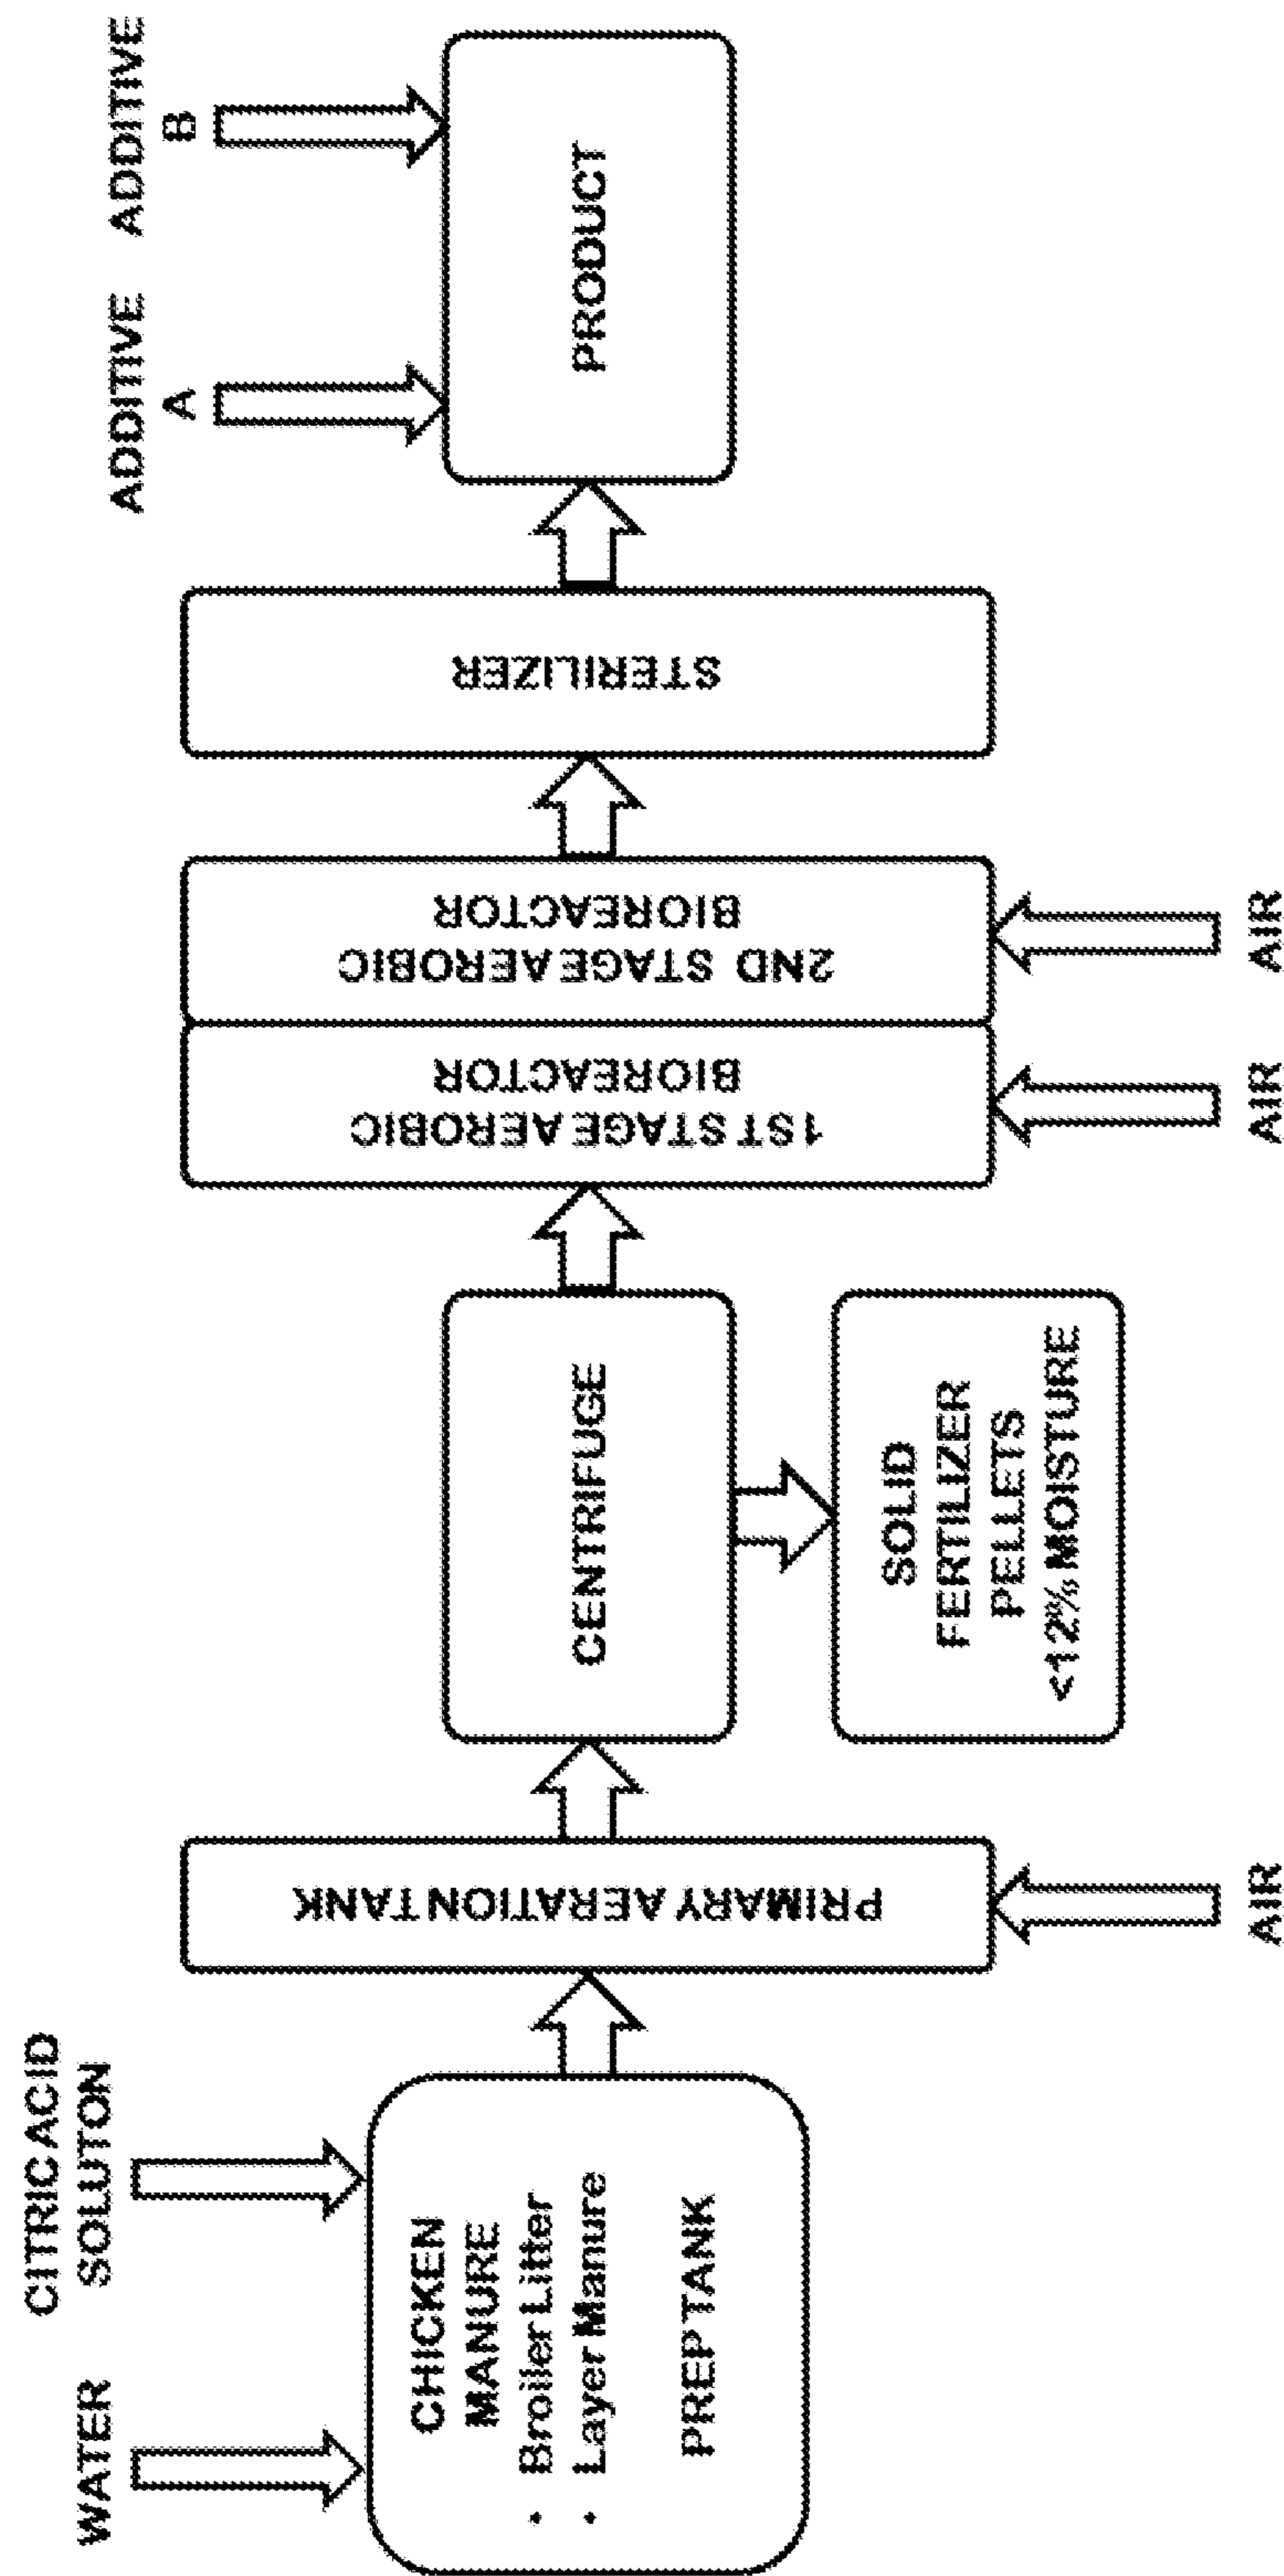 WATER
CITRIC ACID
SOLUTON
CHICKEN
MANURE
• Broiler Litter
• Layer Manure
PREP TANK
PRIMARY AERATION TANK
AIR
CENTRIFUGE
SOLID
FERTILIZER
PELLETS
<12% MOISTURE
1ST STAGE AEROBIC
BIOREACTOR
AIR
2ND STAGE AEROBIC
BIOREACTOR
AIR
STERILIZER
ADDITIVE
A
ADDITIVE
B
PRODUCT